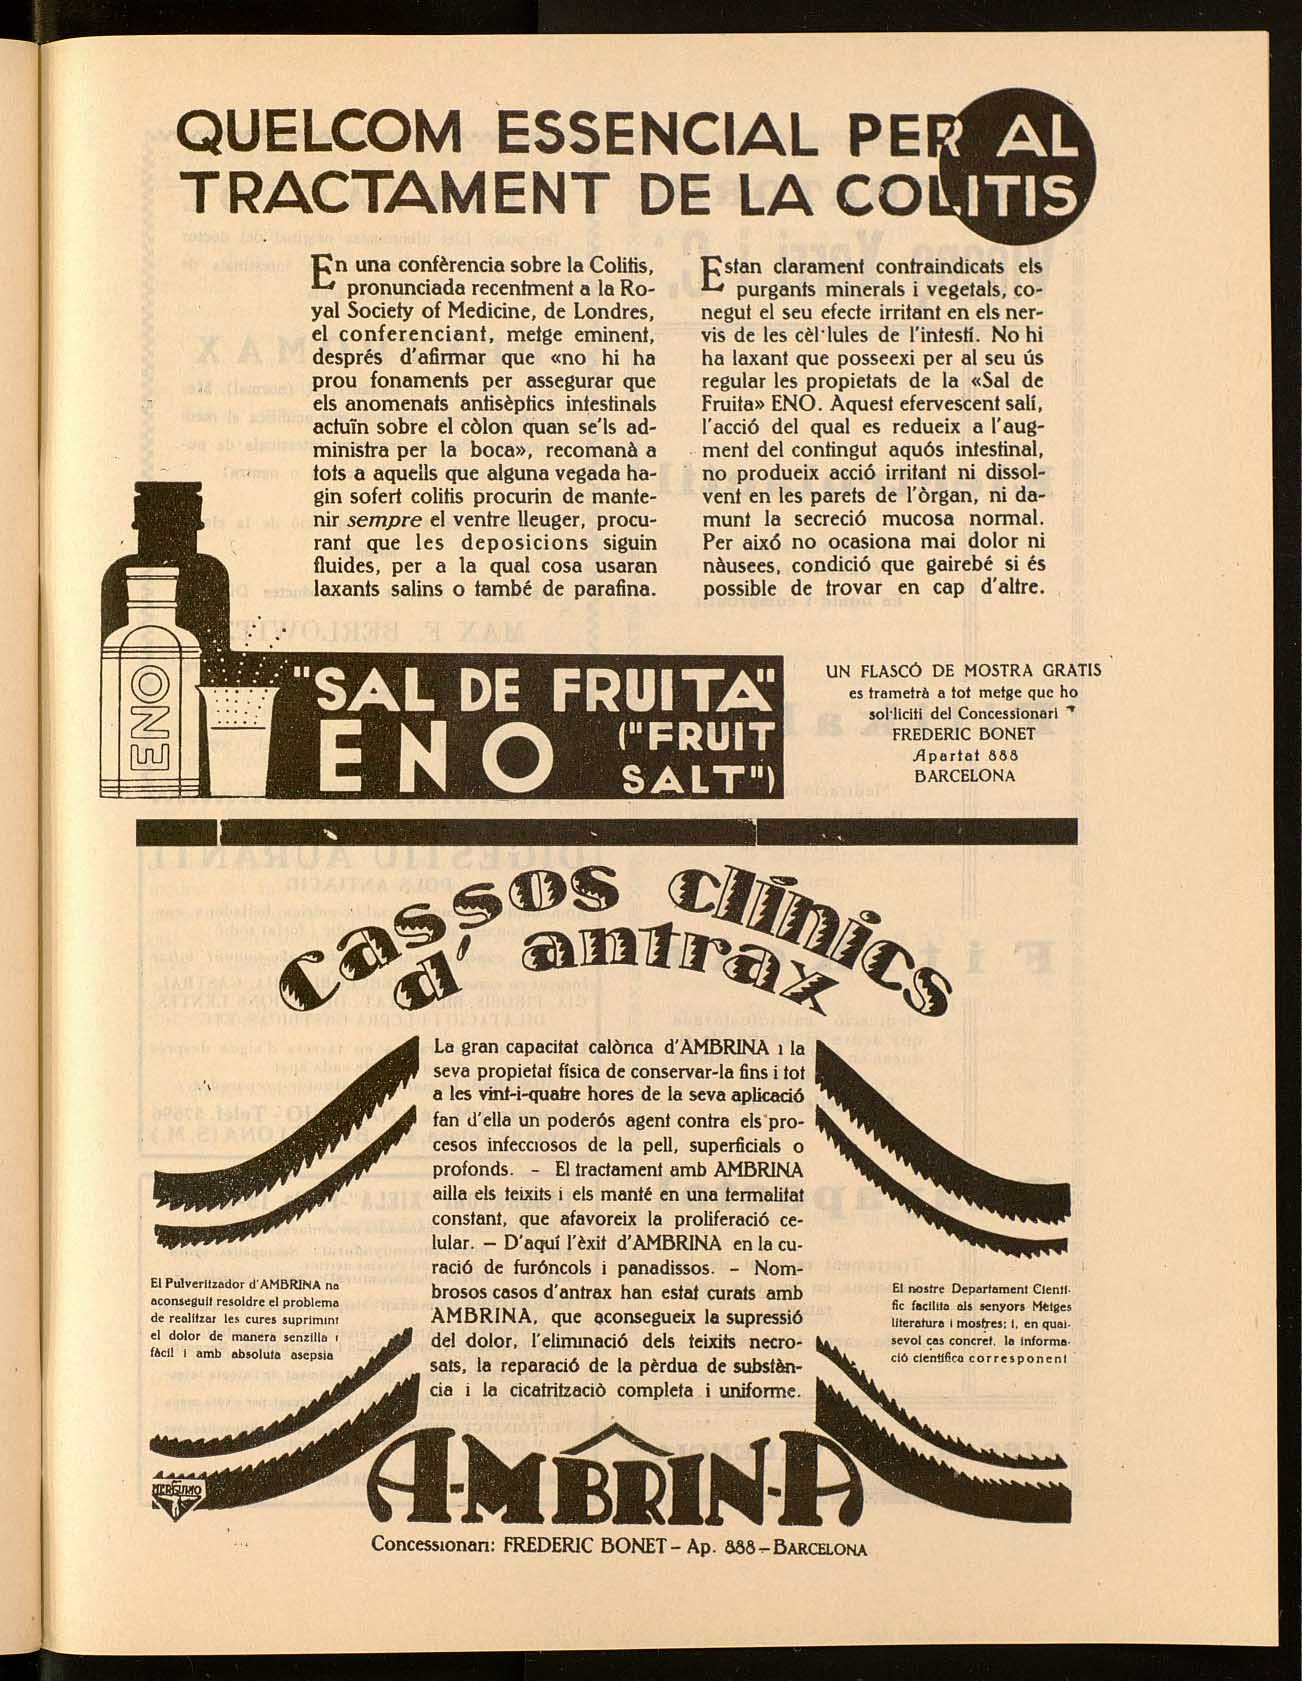 QUELCOM ESSENCIAL PER AL
TRACTAMENT DE LA COLITIS
En una confèrencia sobre la Colitis,
pronunciada recentment a la Ro-
yal Society of Medicine, de Londres,
el conferenciant, metge eminent,
després d'afirmar que «no hi ha
prou fonaments per assegurar que
els anomenats antisèptics intestinals
actuïn sobre el còlon quan se'ls ad-
ministra per la boca», recomanà a
tots a aquells que alguna vegada ha-
gin sofert colitis procurin de mante-
nir sempre el ventre lleuger, procu-
rant que les deposicions siguin
fluides, per a la qual cosa usaran
laxants salins o també de parafina.
Estan clarament contraindicats els
purgants minerals i vegetals, co-
negut el seu efecte irritant en els ner-
vis de les cèl·lules de l'intestí. No hi
ha laxant que posseexi per al seu ús
regular les propietats de la «Sal de
Fruita» ENO. Aquest efervescent salí,
l'acció del qual es redueix a l'aug-
ment del contingut aquós intestinal,
no produeix acció irritant ni dissol-
vent en les parets de l'òrgan, ni da-
munt la secreció mucosa normal.
Per aixó no ocasiona mai dolor ni
nàusees, condició que gairebé si és
possible de trovar en cap d'altre.
ENO
"SAL DE FRUITA"
ENO ("FRUIT
SALT")
UN FLASCÓ DE MOSTRA GRATIS
es trametrà a tot metge que ho
sol·liciti del Concessionari
FREDERIC BONET
Apartat 888
BARCELONA
cassos clínics
d'antrax
La gran capacitat calònca d'AMBRINA i la
seva propietat física de conservar-la fins i tot
a les vint-i-quatre hores de la seva aplicació
fan d'ella un poderós agent contra els pro-
cesos infecciosos de la pell, superficials o
profonds. - El tractament amb AMBRINA
ailla els teixits i els manté en una termalitat
constant, que afavoreix la proliferació ce-
lular. — D'aquí l'èxit d'AMBRINA en la cu-
ració de furóncols i panadissos. - Nom-
brosos casos d'antrax han estat curats amb
AMBRINA, que aconsegueix la supressió
del dolor, l'eliminació dels teixits necro-
sats, la reparació de la pèrdua de substàn-
cia i la cicatrització completa i uniforme.
El Pulveritzador d'AMBRINA na
aconseguit resoldre el problema
de realitzar les cures suprimint
el dolor de manera senzilla i
fàcil i amb absoluta asepsia
El nostre Departament Cientí-
fic facilita als senyors Metges
literatura i mostres; i, en qual-
sevol cas concret, la informa-
ció científica corresponent
AMBRINA
MERCURIO
Concessionari: FREDERIC BONET – Ap. 888 – BARCELONA